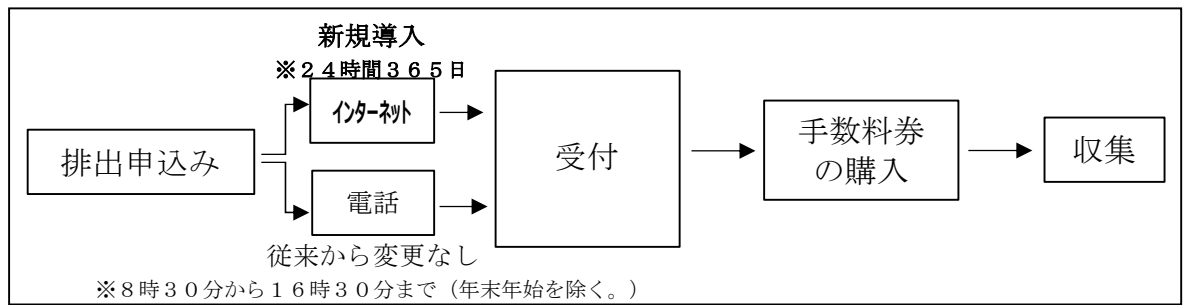 新規導入
※２４時間３６５日
インターネット
排出申込み
受付
手数料券
の購入
収集
電話
従来から変更なし
※８時３０分から１６時３０分まで（年末年始を除く。）